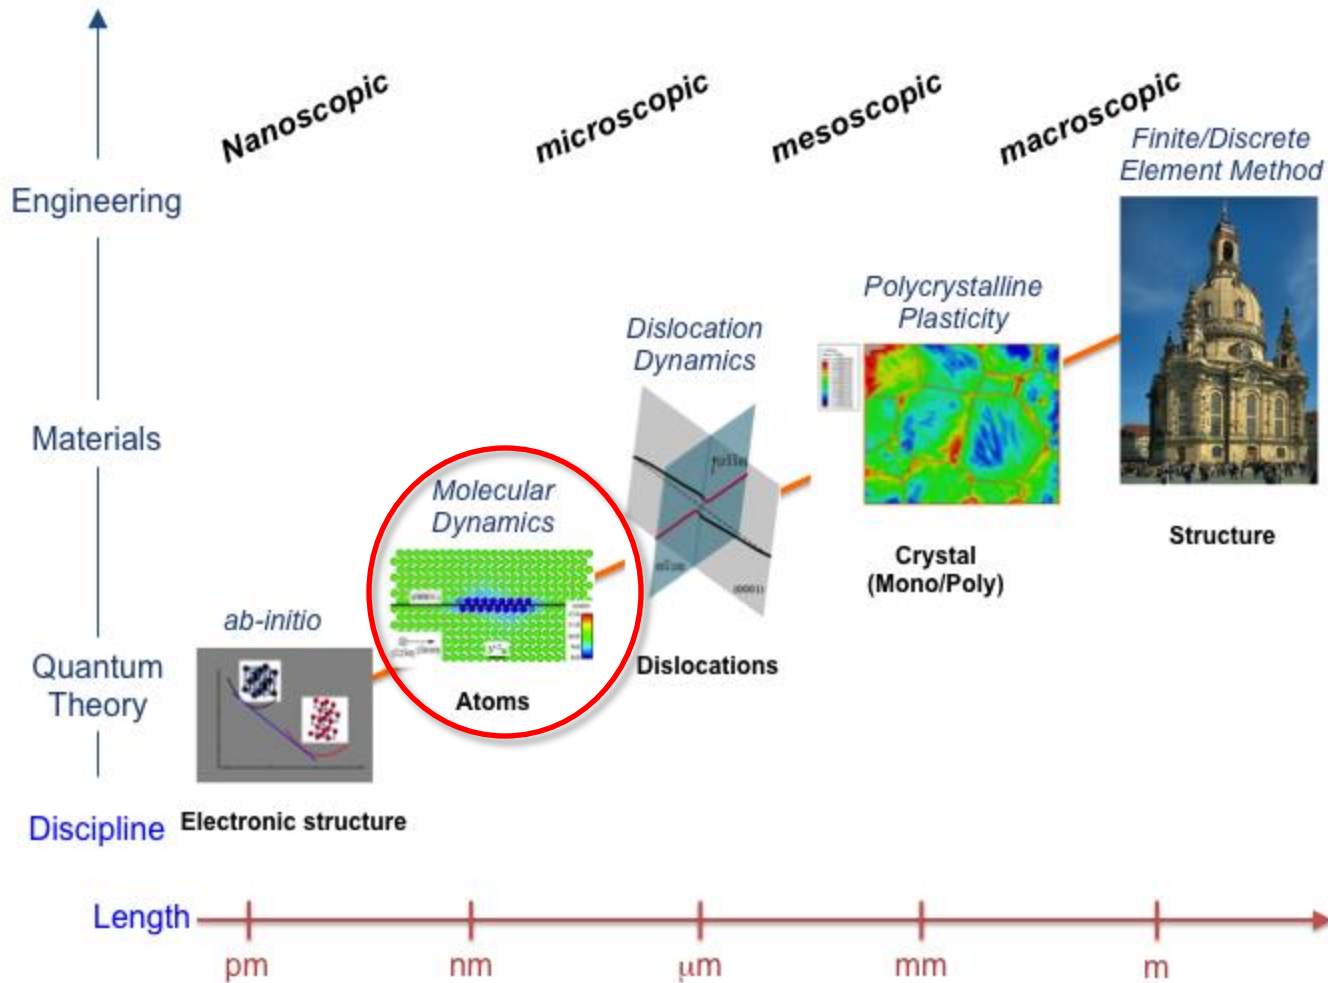 Nanoscopic
microscopic
mesoscopic
macroscopic
Finite/Discrete
Element Method
Engineering
Polycrystalline
Plasticity
Dislocation
Dynamics
Materials
Molecular
Dynamics
(0001)
Structure
Crystal
(Mono/Poly)
ab-initio
Quantum
Theory
Dislocations
Atoms
Discipline
Electronic structure
Length
pm
nm
μm
mm
m